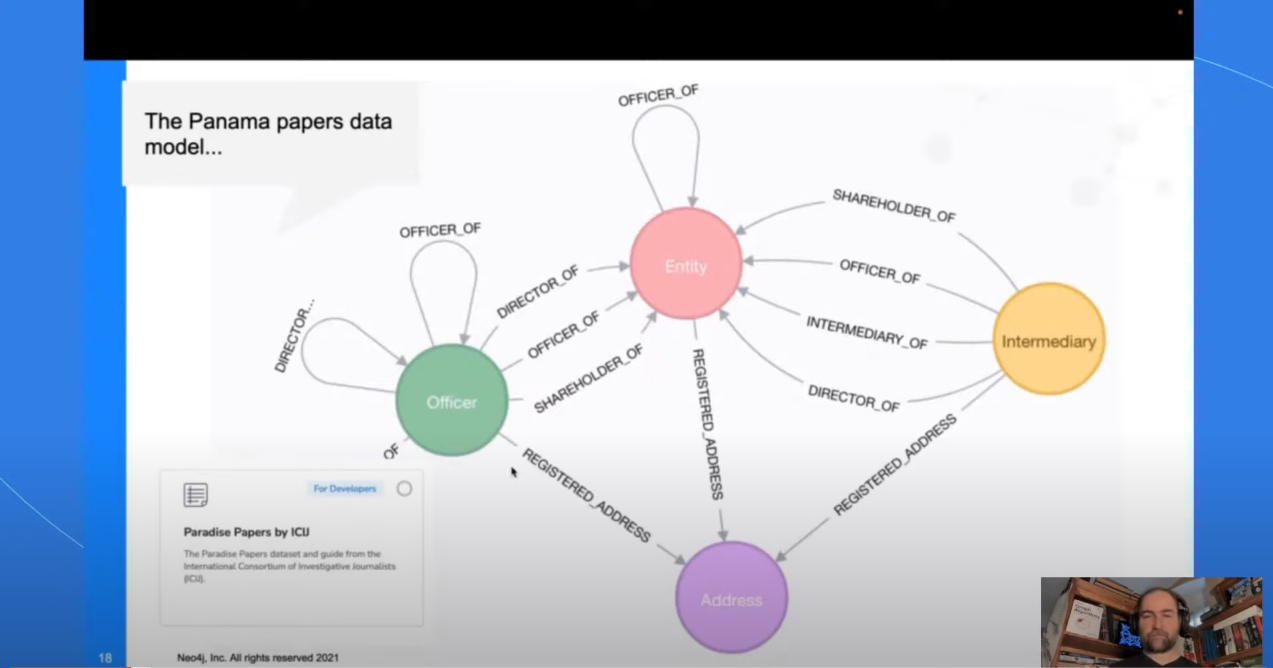 The Panama papers data
model...
OFFICER_OF
SHAREHOLDER_OF
OFFICER_OF
DIRECTOR_OF
Entity
OFFICER_OF
DIRECTOR...
OFFICER_OF
INTERMEDIARY_OF
Intermediary
SHAREHOLDER_OF
DIRECTOR_OF
Officer
REGISTERED_ADDRESS
OF
REGISTERED_ADDRESS
REGISTERED_ADDRESS
For Developers
Paradise Papers by ICIJ
The Paradise Papers dataset and guide from the
International Consortium of Investigative Journalists
(ICIJ).
Address
18
Neo4j, Inc. All rights reserved 2021